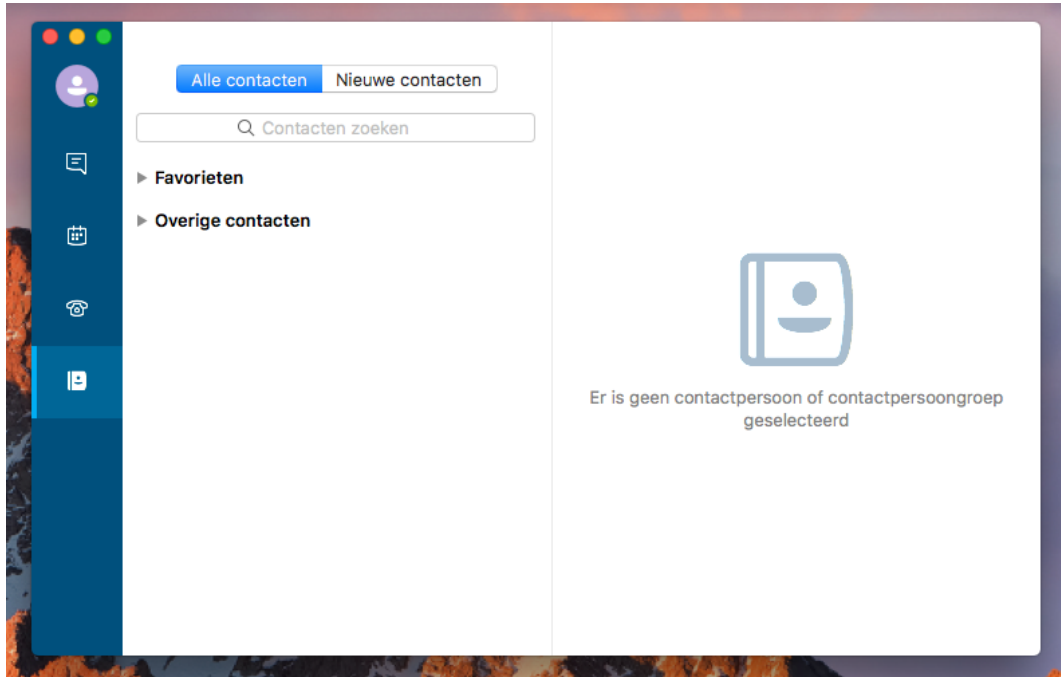 Alle contacten
Nieuwe contacten
Contacten zoeken
Favorieten
Overige contacten
Er is geen contactpersoon of contactpersoongroep
geselecteerd